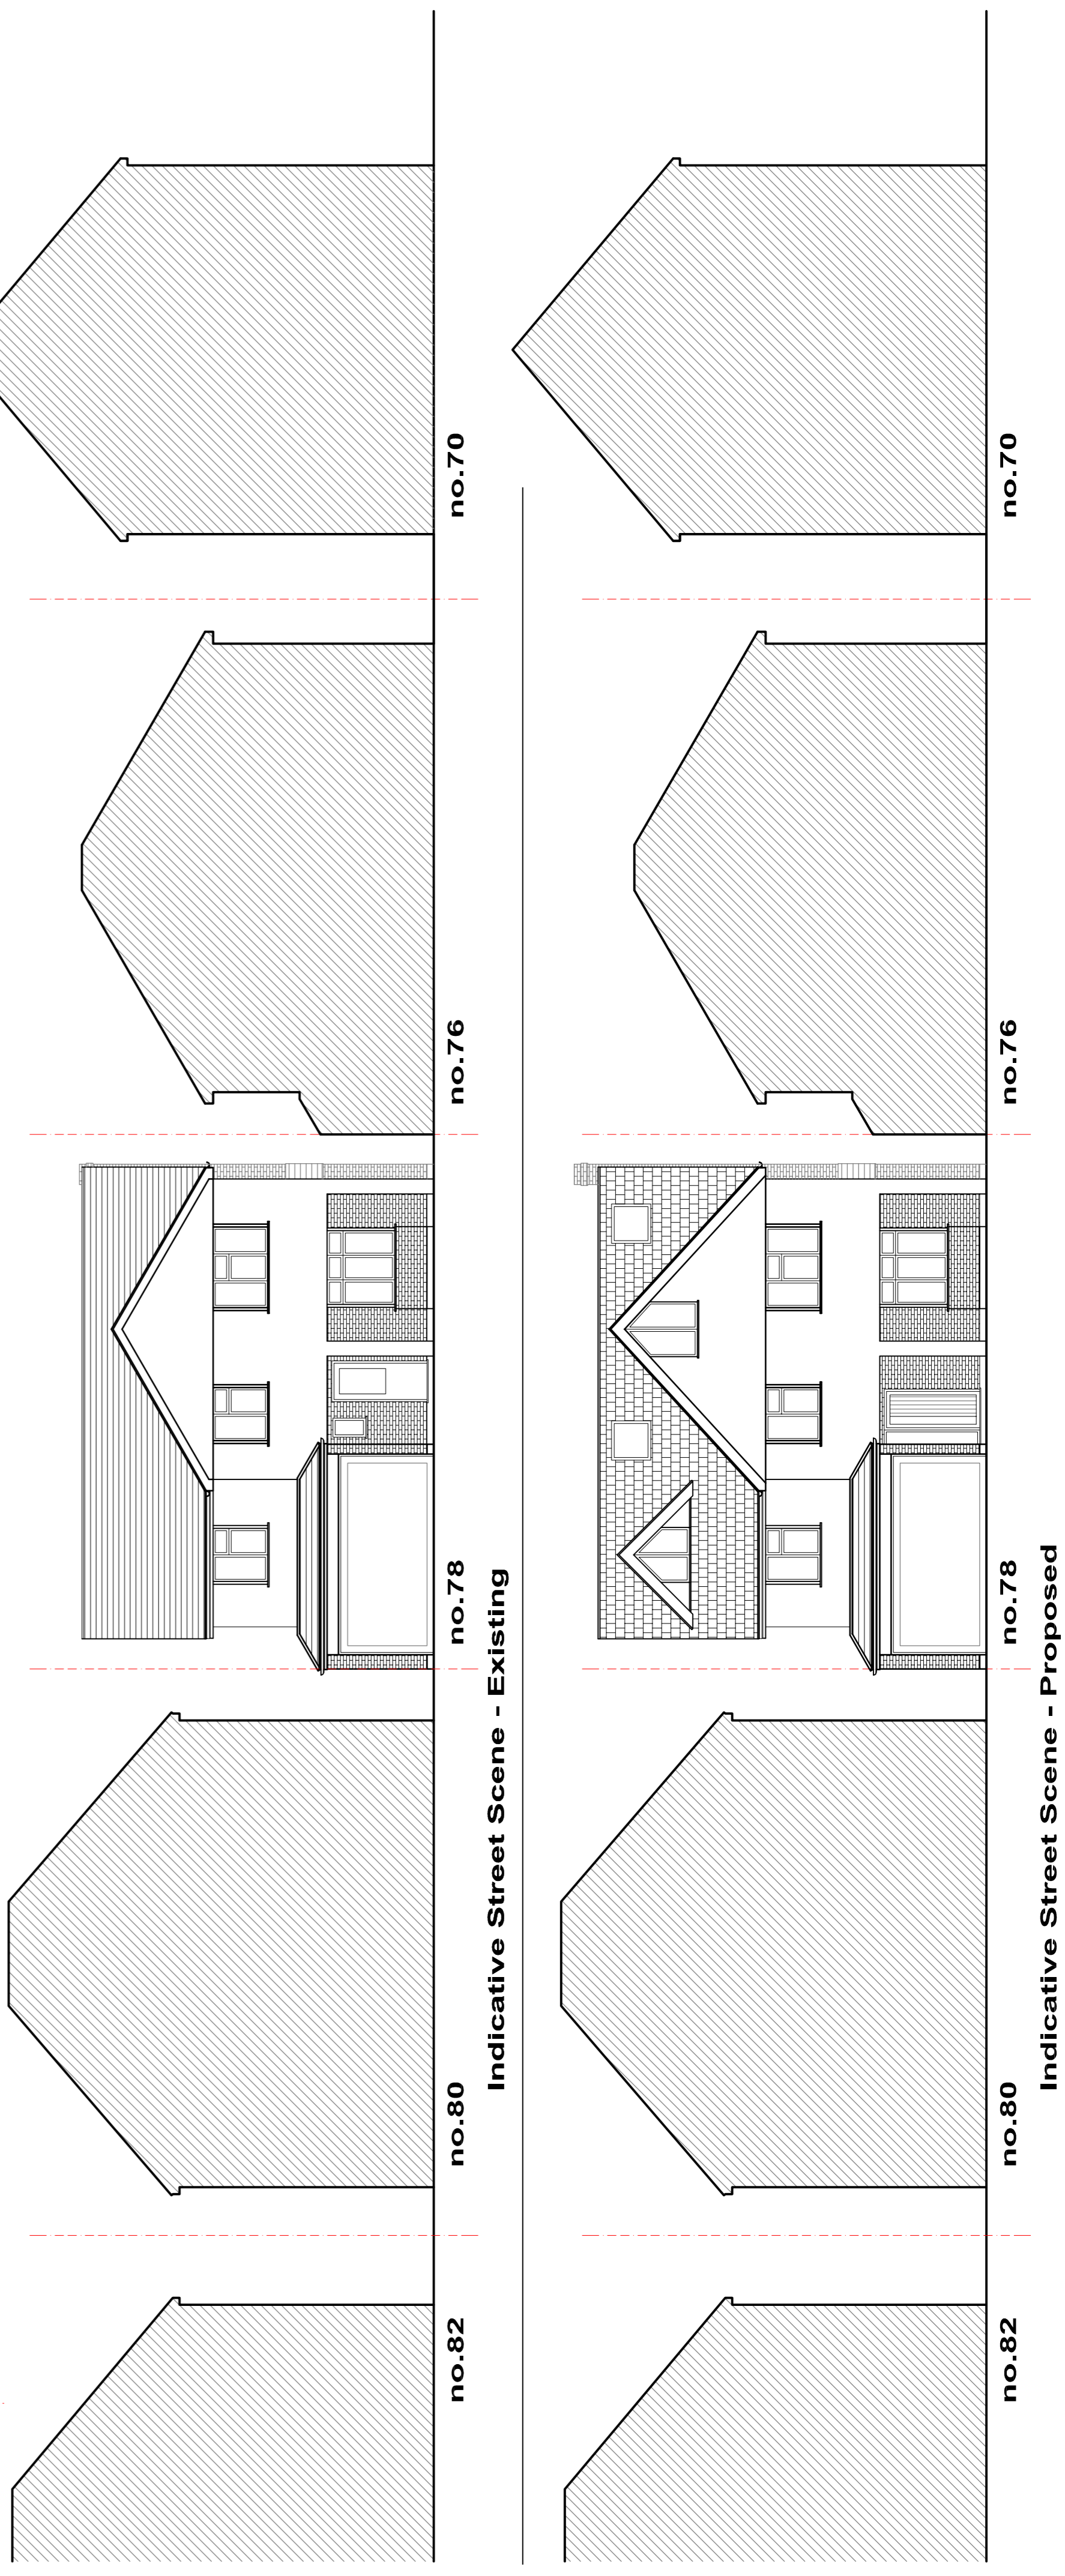 no.82
no.80
no.78
no.76
no.70
Indicative Street Scene - Existing
no.82
no.80
no.78
no.76
no.70
Indicative Street Scene - Proposed